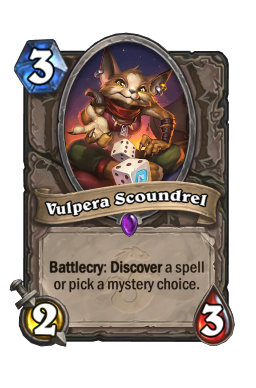 3
Vulpera Scoundrel
Battlecry: Discover a spell
or pick a mystery choice.
2
3